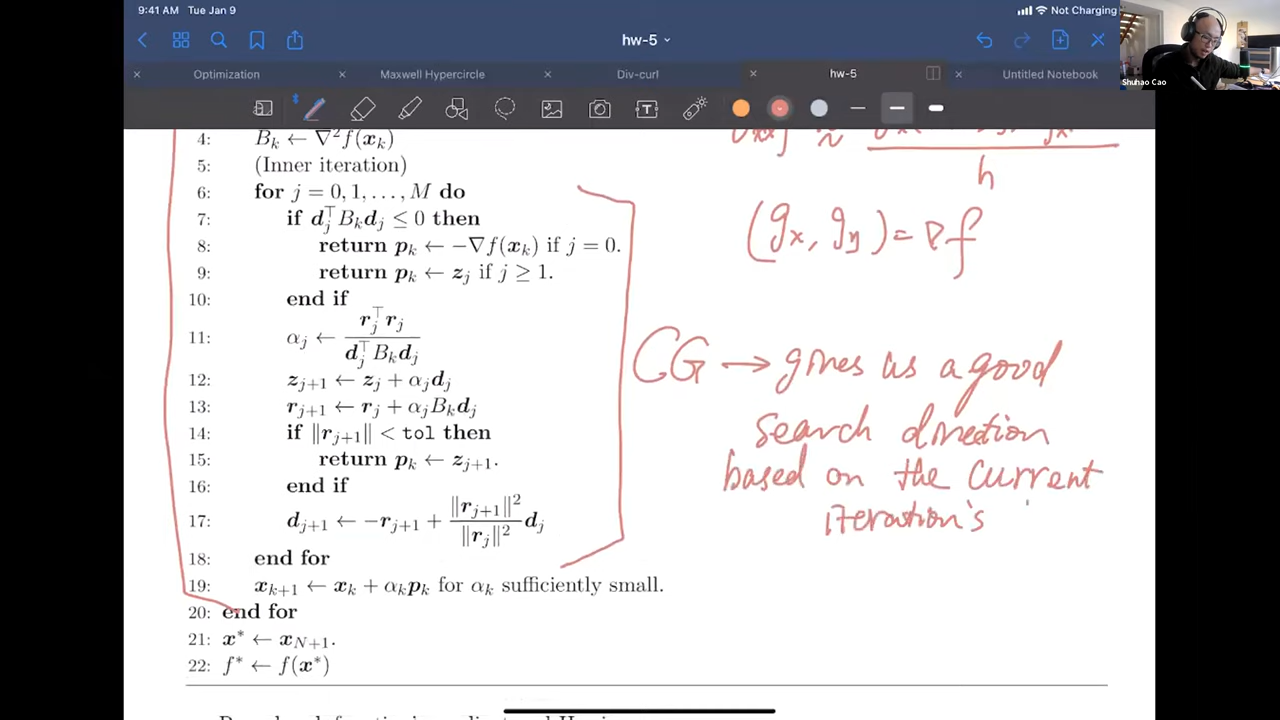 9:41 AM Tue Jan 9
Not Charging
hw-5
Shuhao Cao
Optimization
Maxwell Hypercircle
Div-curl
hw-5
Untitled Notebook
4: B_k ← ∇²f(x_k)
5: (Inner iteration)
6: for j = 0, 1, . . . , M do
7: if d_j^⊤ B_k d_j ≤ 0 then
8: return p_k ← −∇f(x_k) if j = 0.
9: return p_k ← z_j if j ≥ 1.
10: end if
11: α_j ← r_j^⊤ r_j / d_j^⊤ B_k d_j
12: z_{j+1} ← z_j + α_j d_j
13: r_{j+1} ← r_j + α_j B_k d_j
14: if ‖r_{j+1}‖ < tol then
15: return p_k ← z_{j+1}.
16: end if
17: d_{j+1} ← −r_{j+1} + ‖r_{j+1}‖² / ‖r_j‖² d_j
18: end for
19: x_{k+1} ← x_k + α_k p_k for α_k sufficiently small.
20: end for
21: x* ← x_{N+1}.
22: f* ← f(x*)
h
(g_x, g_y) = ∇f
CG → gives us a good
search direction
based on the current
iteration's